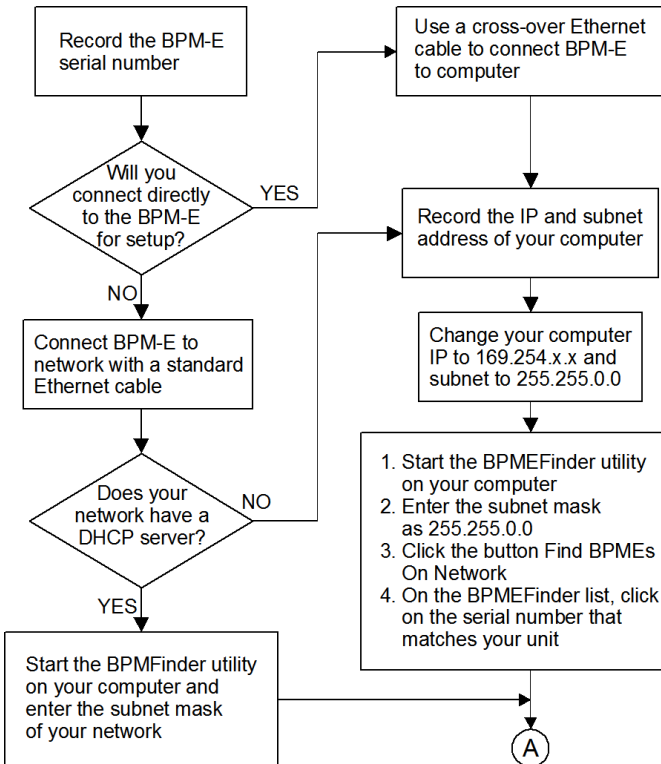 Record the BPM-E
serial number
Use a cross-over Ethernet
cable to connect BPM-E
to computer
Will you
connect directly
to the BPM-E
for setup?
YES
NO
Record the IP and subnet
address of your computer
Connect BPM-E to
network with a standard
Ethernet cable
Change your computer
IP to 169.254.x.x and
subnet to 255.255.0.0
Does your
network have a
DHCP server?
NO
YES
1. Start the BPMEFinder utility
on your computer
2. Enter the subnet mask
as 255.255.0.0
3. Click the button Find BPMEs
On Network
4. On the BPMEFinder list, click
on the serial number that
matches your unit
Start the BPMFinder utility
on your computer and
enter the subnet mask
of your network
A